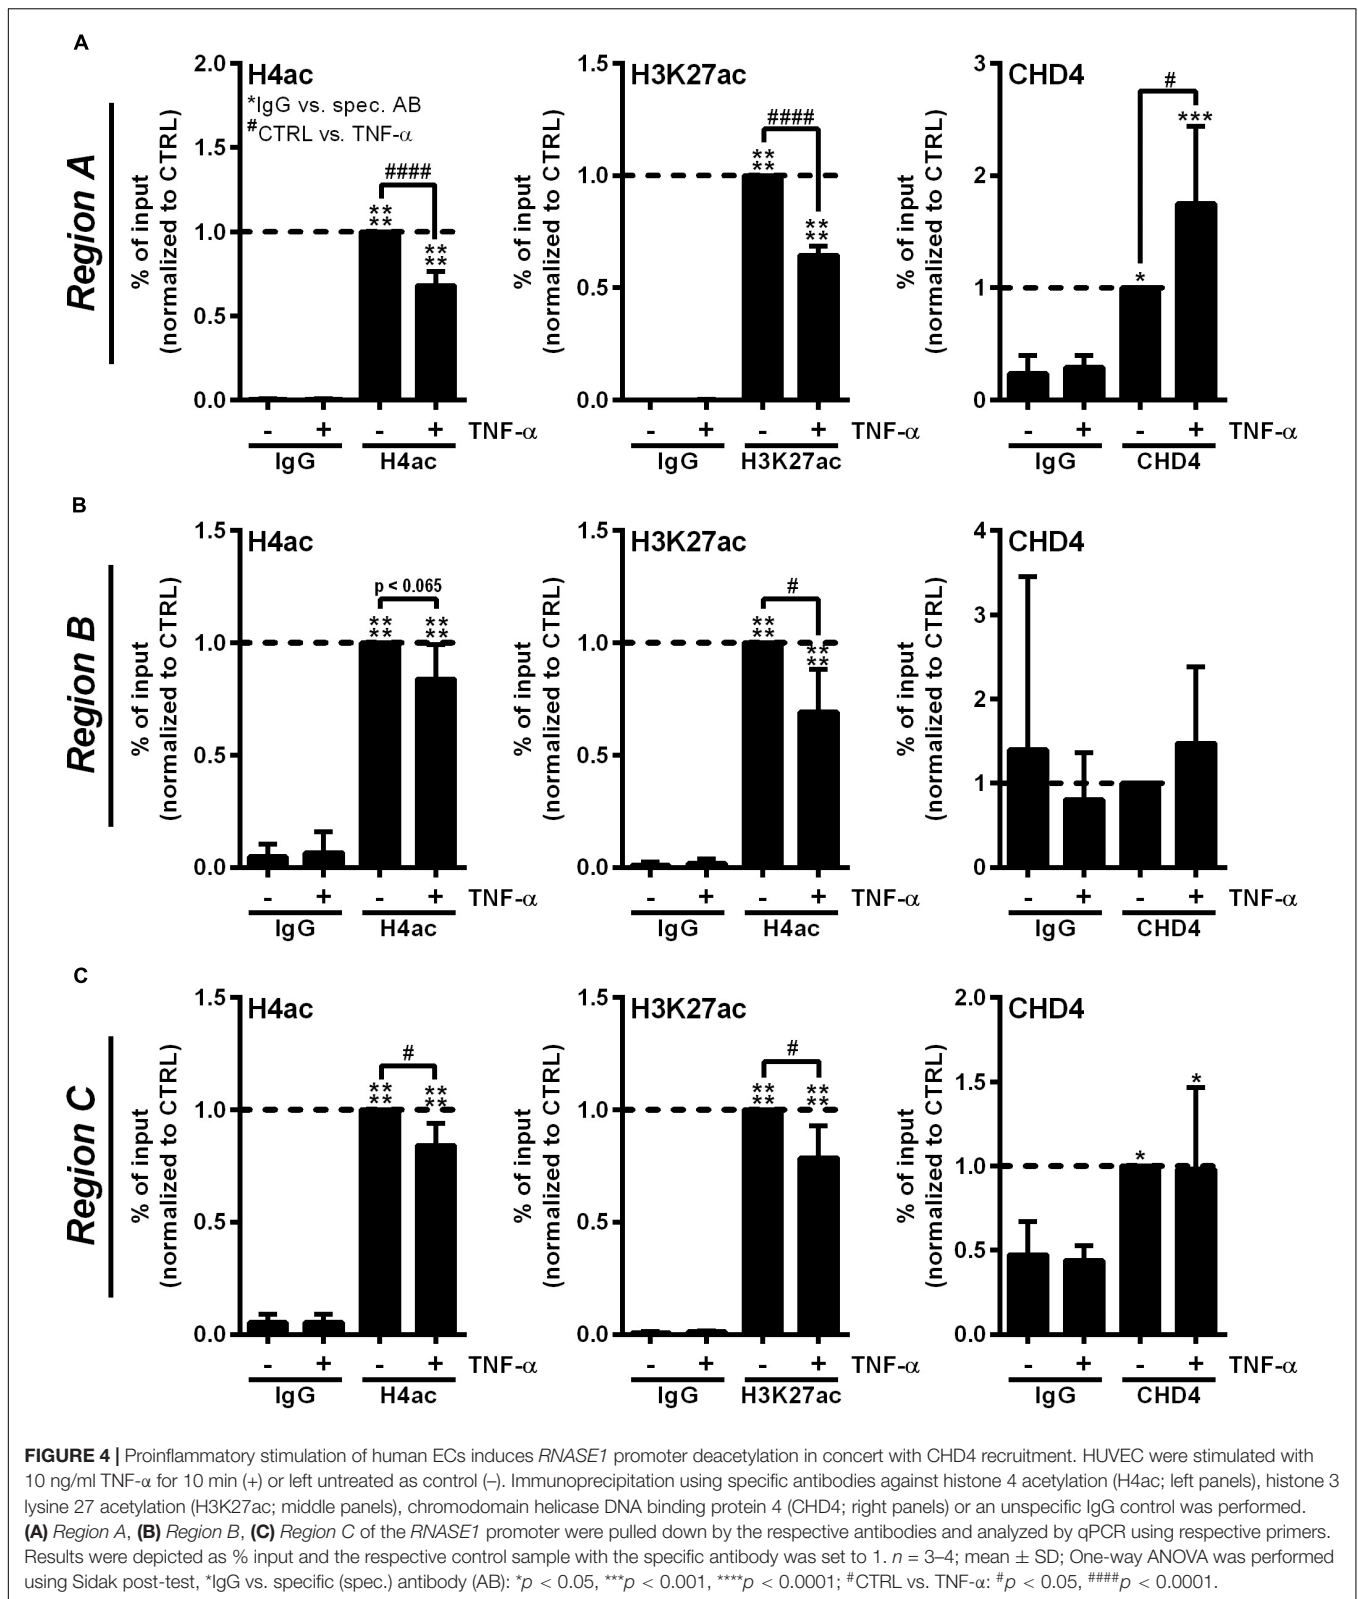 A
Region A
H4ac
*IgG vs. spec. AB
#CTRL vs. TNF-α
% of input
(normalized to CTRL)
2.0
1.5
1.0
0.5
0.0
####
**
**
**
**
- + - + TNF-α
IgG H4ac
H3K27ac
% of input
(normalized to CTRL)
1.5
1.0
0.5
0.0
####
**
**
**
**
- + - + TNF-α
IgG H3K27ac
CHD4
% of input
(normalized to CTRL)
3
2
1
0
#
***
*
- + - + TNF-α
IgG CHD4
B
Region B
H4ac
% of input
(normalized to CTRL)
1.5
1.0
0.5
0.0
p < 0.065
** **
** **
- + - + TNF-α
IgG H4ac
H3K27ac
% of input
(normalized to CTRL)
1.5
1.0
0.5
0.0
#
**
**
**
**
- + - + TNF-α
IgG H4ac
CHD4
% of input
(normalized to CTRL)
4
3
2
1
0
- + - + TNF-α
IgG CHD4
C
Region C
H4ac
% of input
(normalized to CTRL)
1.5
1.0
0.5
0.0
#
** **
** **
- + - + TNF-α
IgG H4ac
H3K27ac
% of input
(normalized to CTRL)
1.5
1.0
0.5
0.0
#
** **
** **
- + - + TNF-α
IgG H3K27ac
CHD4
% of input
(normalized to CTRL)
2.0
1.5
1.0
0.5
0.0
*
*
- + - + TNF-α
IgG CHD4
FIGURE 4 | Proinflammatory stimulation of human ECs induces RNASE1 promoter deacetylation in concert with CHD4 recruitment. HUVEC were stimulated with
10 ng/ml TNF-α for 10 min (+) or left untreated as control (–). Immunoprecipitation using specific antibodies against histone 4 acetylation (H4ac; left panels), histone 3
lysine 27 acetylation (H3K27ac; middle panels), chromodomain helicase DNA binding protein 4 (CHD4; right panels) or an unspecific IgG control was performed.
(A) Region A, (B) Region B, (C) Region C of the RNASE1 promoter were pulled down by the respective antibodies and analyzed by qPCR using respective primers.
Results were depicted as % input and the respective control sample with the specific antibody was set to 1. n = 3–4; mean ± SD; One-way ANOVA was performed
using Sidak post-test, *IgG vs. specific (spec.) antibody (AB): *p < 0.05, ***p < 0.001, ****p < 0.0001; #CTRL vs. TNF-α: #p < 0.05, ####p < 0.0001.